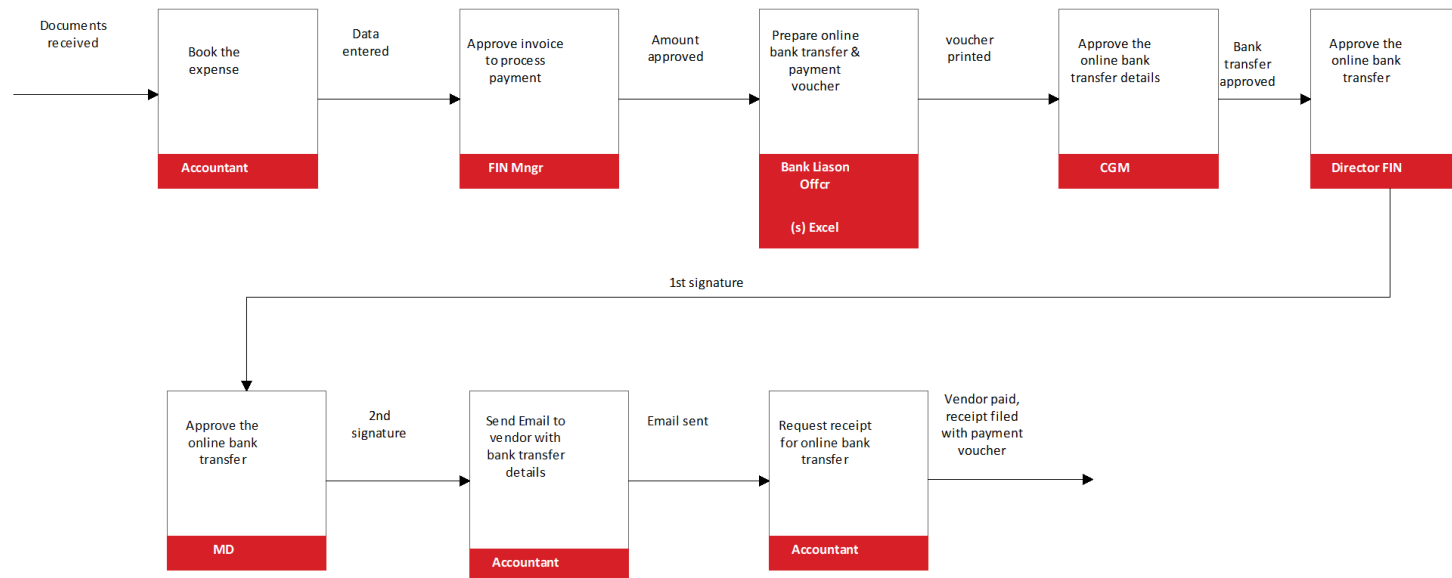 Documents
received
Book the
expense
Accountant
Data
entered
Approve invoice
to process
payment
FIN Mngr
Amount
approved
Prepare online
bank transfer &
payment
voucher
Bank Liason
Offcr
(s) Excel
voucher
printed
Approve the
online bank
transfer details
CGM
Bank
transfer
approved
Approve the
online bank
transfer
Director FIN
1st signature
Approve the
online bank
transfer
MD
2nd
signature
Send Email to
vendor with
bank transfer
details
Accountant
Email sent
Request receipt
for online bank
transfer
Accountant
Vendor paid,
receipt filed
with payment
voucher